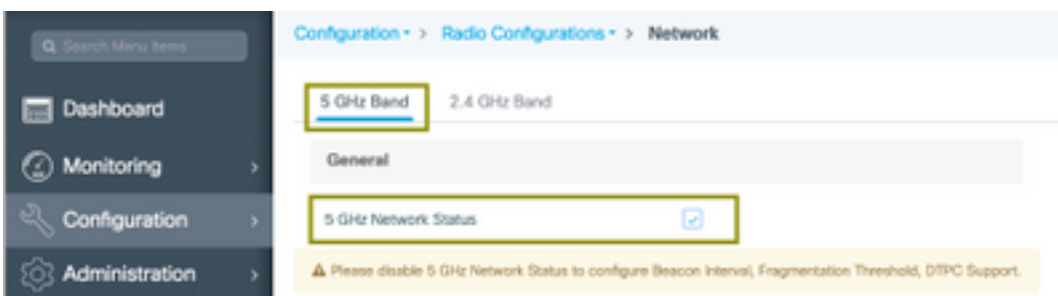 Search Menu Items
Configuration > Radio Configurations > Network
Dashboard
Monitoring >
Configuration >
Administration >
5 GHz Band 2.4 GHz Band
General
5 GHz Network Status
Please disable 5 GHz Network Status to configure Beacon Interval, Fragmentation Threshold, DTPC Support.